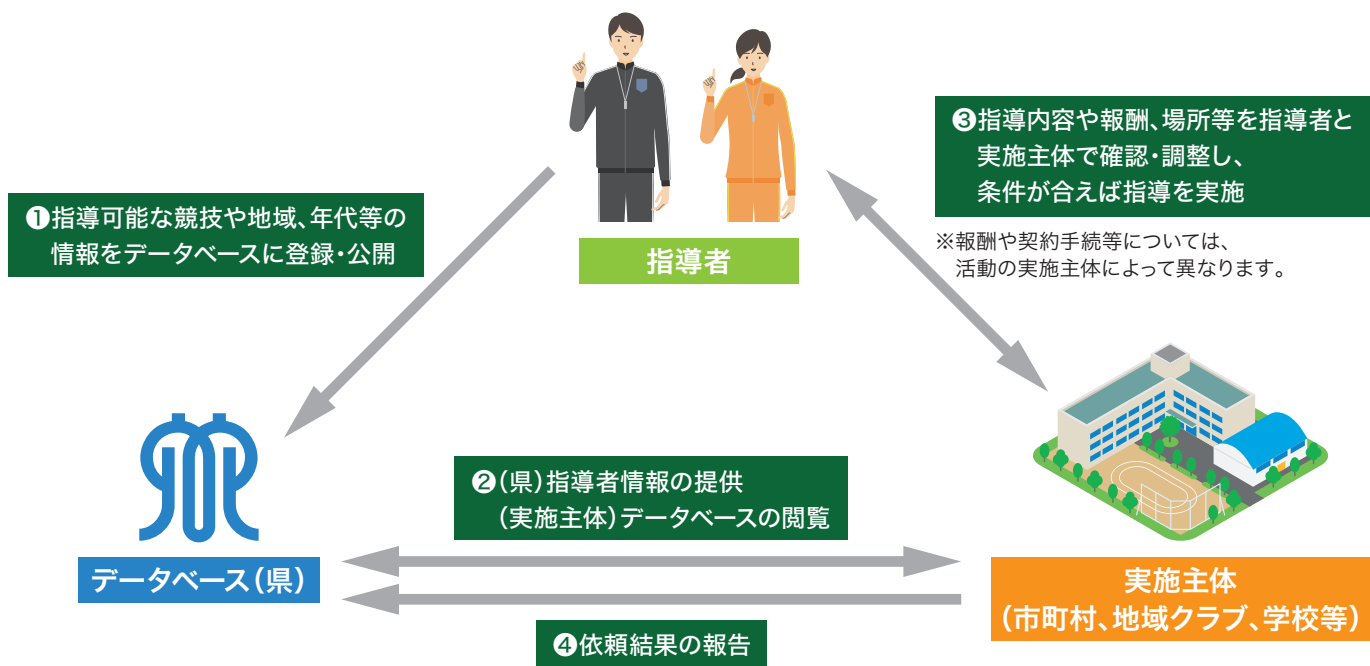 ❶指導可能な競技や地域、年代等の
情報をデータベースに登録・公開
指導者
❸指導内容や報酬、場所等を指導者と
実施主体で確認・調整し、
条件が合えば指導を実施
※報酬や契約手続等については、
活動の実施主体によって異なります。
❷(県)指導者情報の提供
(実施主体)データベースの閲覧
データベース(県)
実施主体
(市町村、地域クラブ、学校等)
❹依頼結果の報告